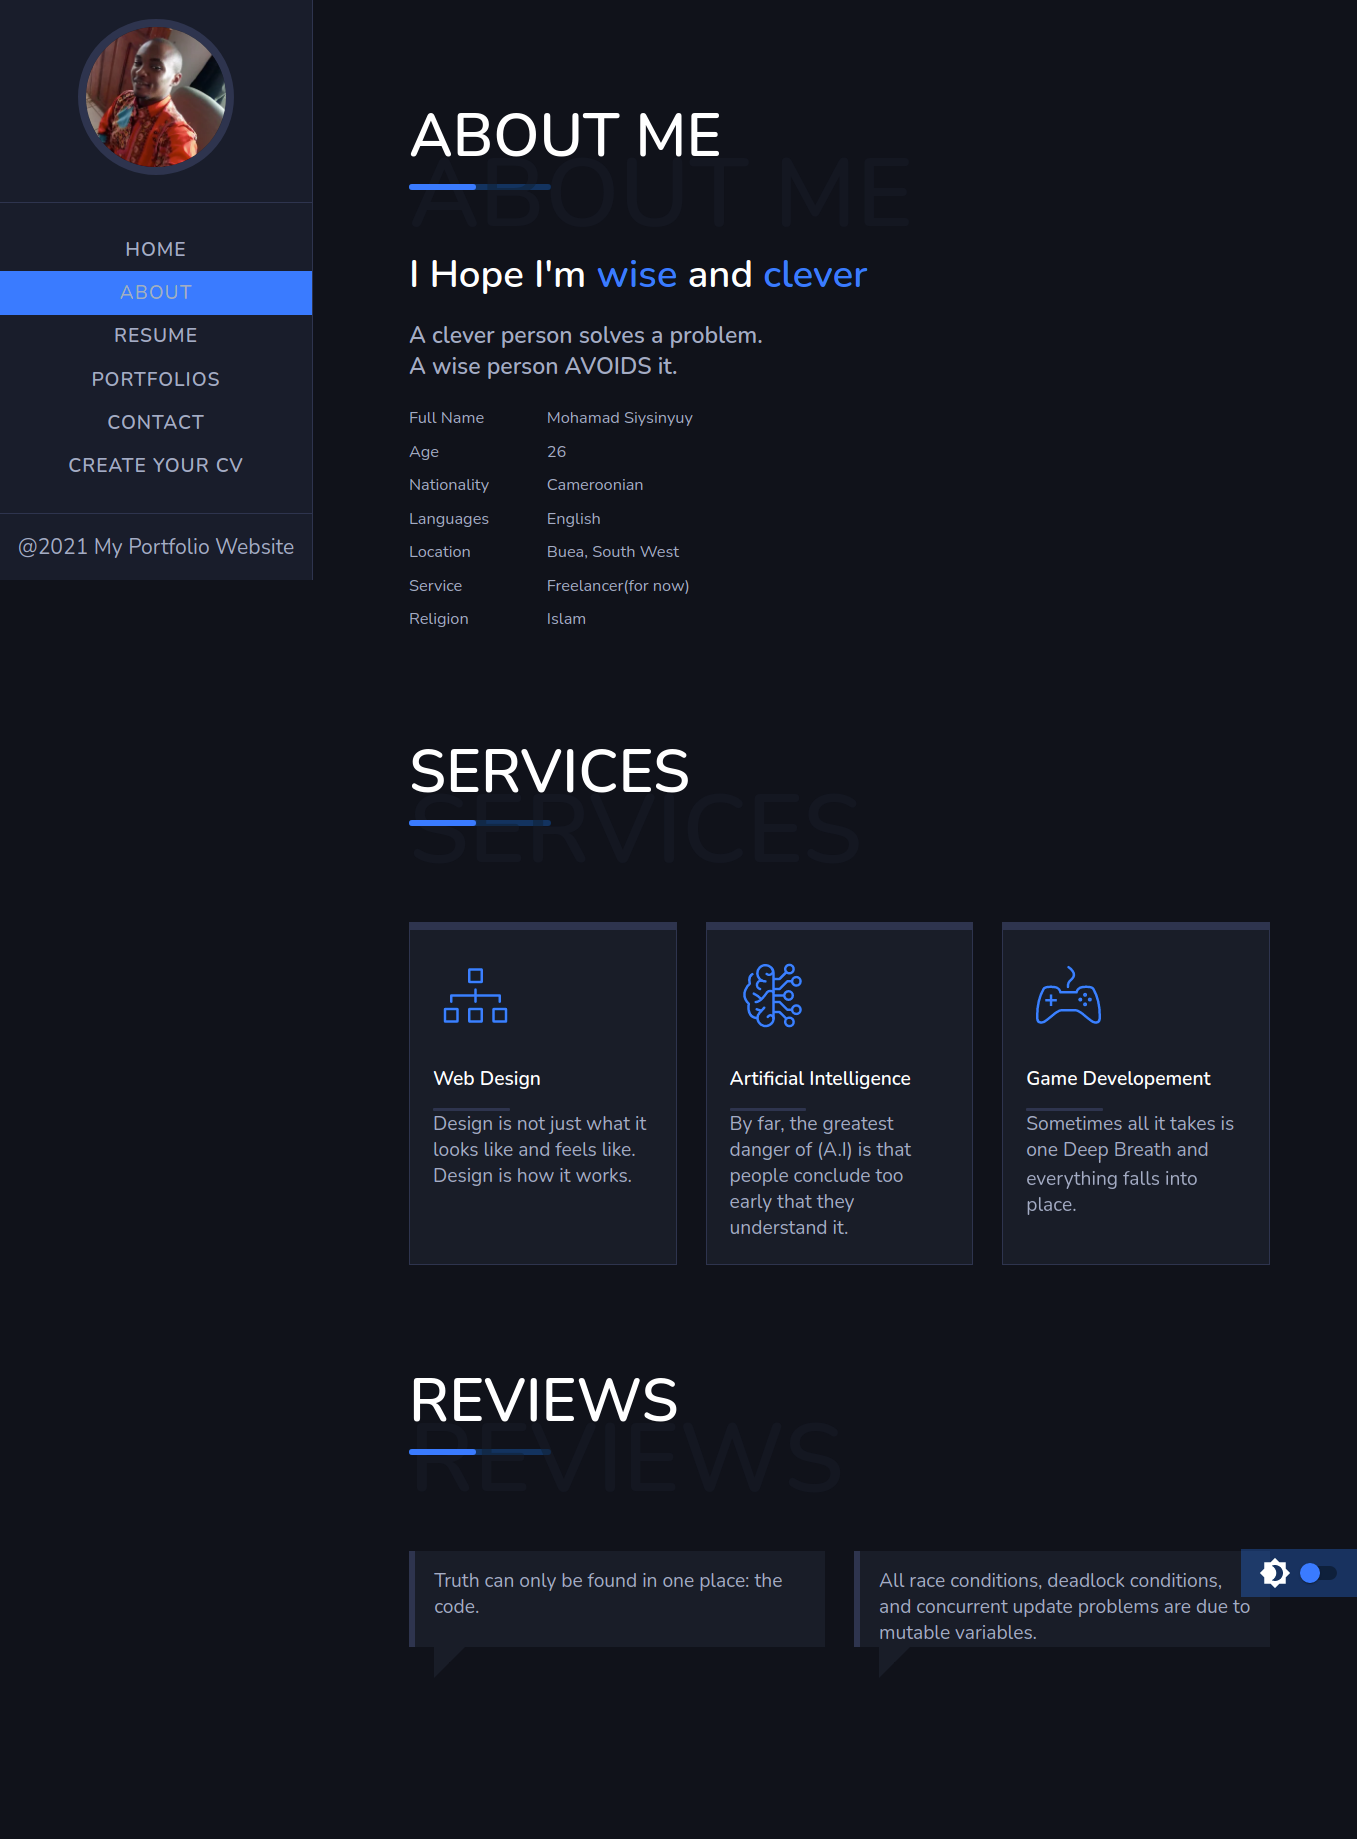 HOME
ABOUT
RESUME
PORTFOLIOS
CONTACT
CREATE YOUR CV
@2021 My Portfolio Website
ABOUT ME
ABOUT ME
I Hope I'm wise and clever
A clever person solves a problem.
A wise person AVOIDS it.
Full Name Mohamad Siysinyuy
Age 26
Nationality Cameroonian
Languages English
Location Buea, South West
Service Freelancer(for now)
Religion Islam
SERVICES
SERVICES
Web Design
Design is not just what it
looks like and feels like.
Design is how it works.
Artificial Intelligence
By far, the greatest
danger of (A.I) is that
people conclude too
early that they
understand it.
Game Developement
Sometimes all it takes is
one Deep Breath and
everything falls into
place.
REVIEWS
REVIEWS
Truth can only be found in one place: the
code.
All race conditions, deadlock conditions,
and concurrent update problems are due to
mutable variables.